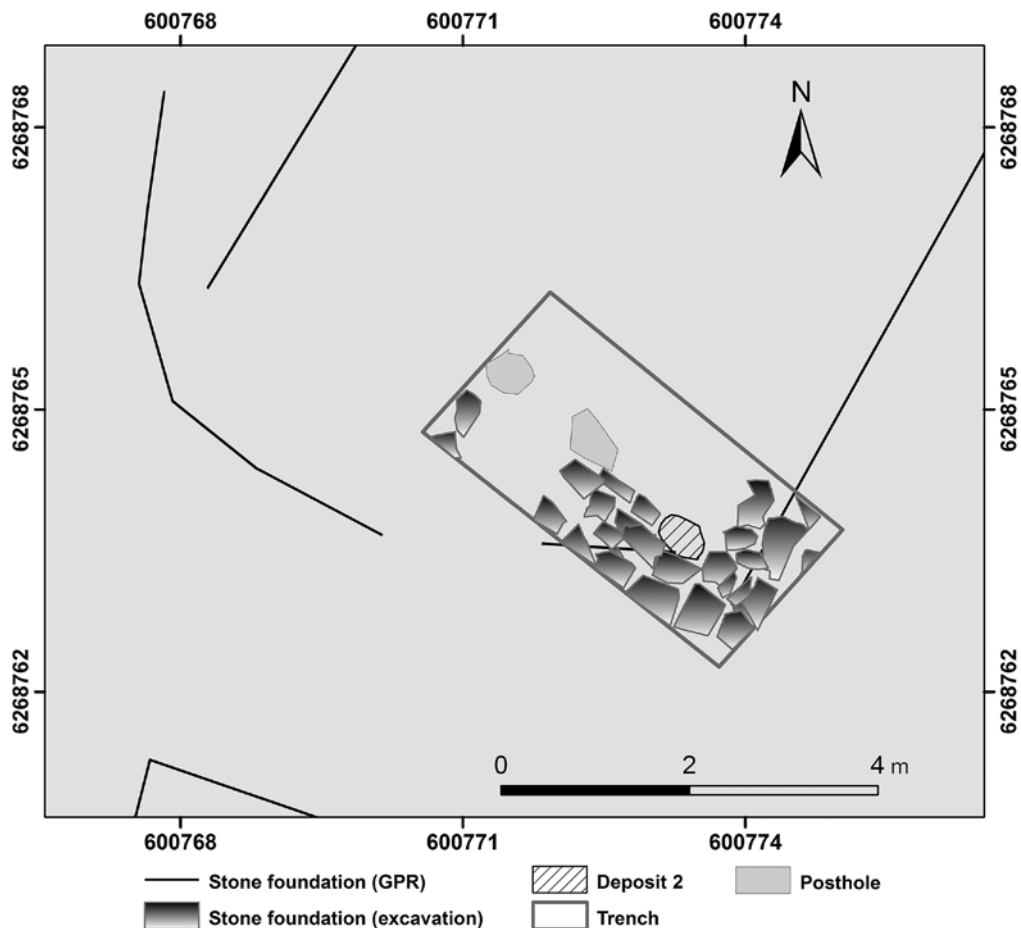 600768 600771 600774
6268768 6268768
N
6268765 6268765
6268762 6268762
0 2 4 m
600768 600771 600774
Stone foundation (GPR) Deposit 2 Posthole
Stone foundation (excavation) Trench